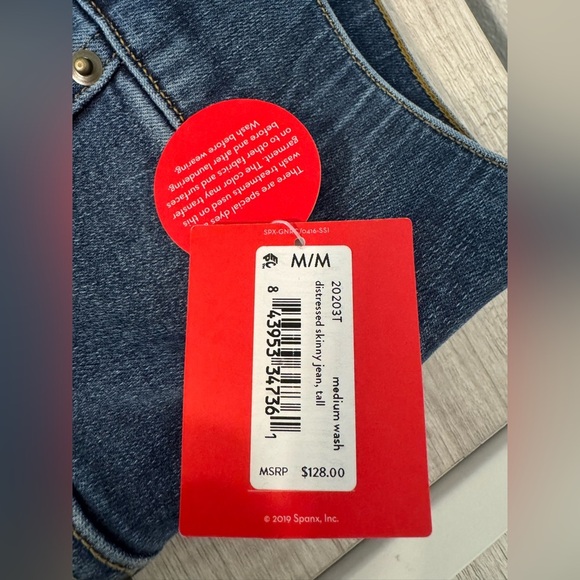 There are special dyes
wash treatments used on this
garment. The color may transfer
on to other fabrics and surfaces
before and after laundering.
Wash before wearing.
M/M
20203T
medium wash
distressed skinny jean, tall
8 43953 34736 1
MSRP $128.00
© 2019 Spanx, Inc.